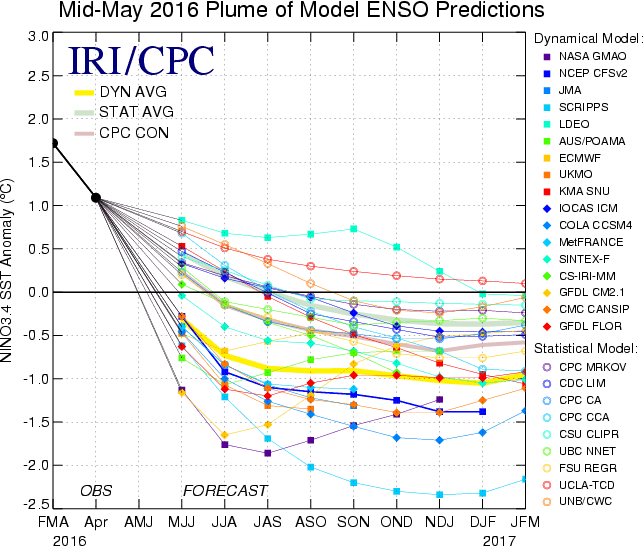 Mid-May 2016 Plume of Model ENSO Predictions
3.0
2.5
2.0
1.5
1.0
0.5
0.0
-0.5
-1.0
-1.5
-2.0
-2.5
NINO3.4 SST Anomaly (°C)
IRI/CPC
DYN AVG
STAT AVG
CPC CON
OBS
FORECAST
FMA Apr AMJ MJJ JJA JAS ASO SON OND NDJ DJF JFM
2016 2017
Dynamical Model:
NASA GMAO
NCEP CFSv2
JMA
SCRIPPS
LDEO
AUS/POAMA
ECMWF
UKMO
KMA SNU
IOCAS ICM
COLA CCSM4
MetFRANCE
SINTEX-F
CS-IRI-MM
GFDL CM2.1
CMC CANSIP
GFDL FLOR
Statistical Model:
CPC MRKOV
CDC LIM
CPC CA
CPC CCA
CSU CLIPR
UBC NNET
FSU REGR
UCLA-TCD
UNB/CWC